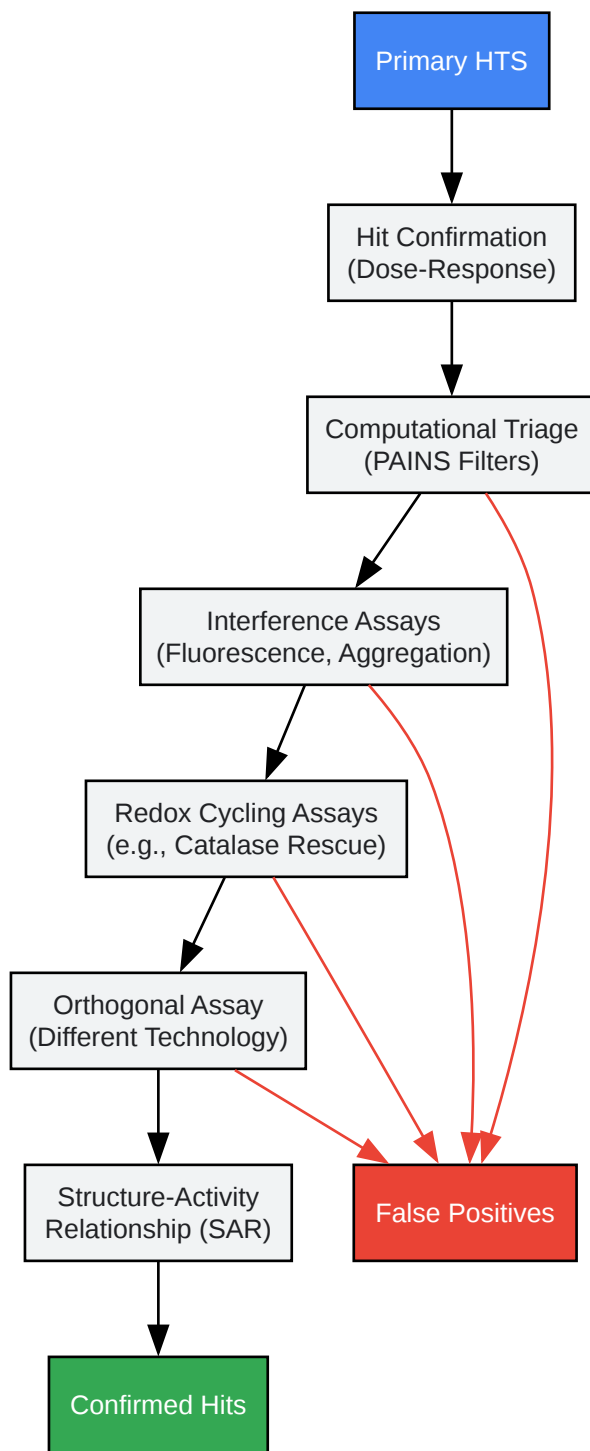 Primary HTS
Hit Confirmation
(Dose-Response)
Computational Triage
(PAINS Filters)
Interference Assays
(Fluorescence, Aggregation)
Redox Cycling Assays
(e.g., Catalase Rescue)
Orthogonal Assay
(Different Technology)
Structure-Activity
Relationship (SAR)
False Positives
Confirmed Hits